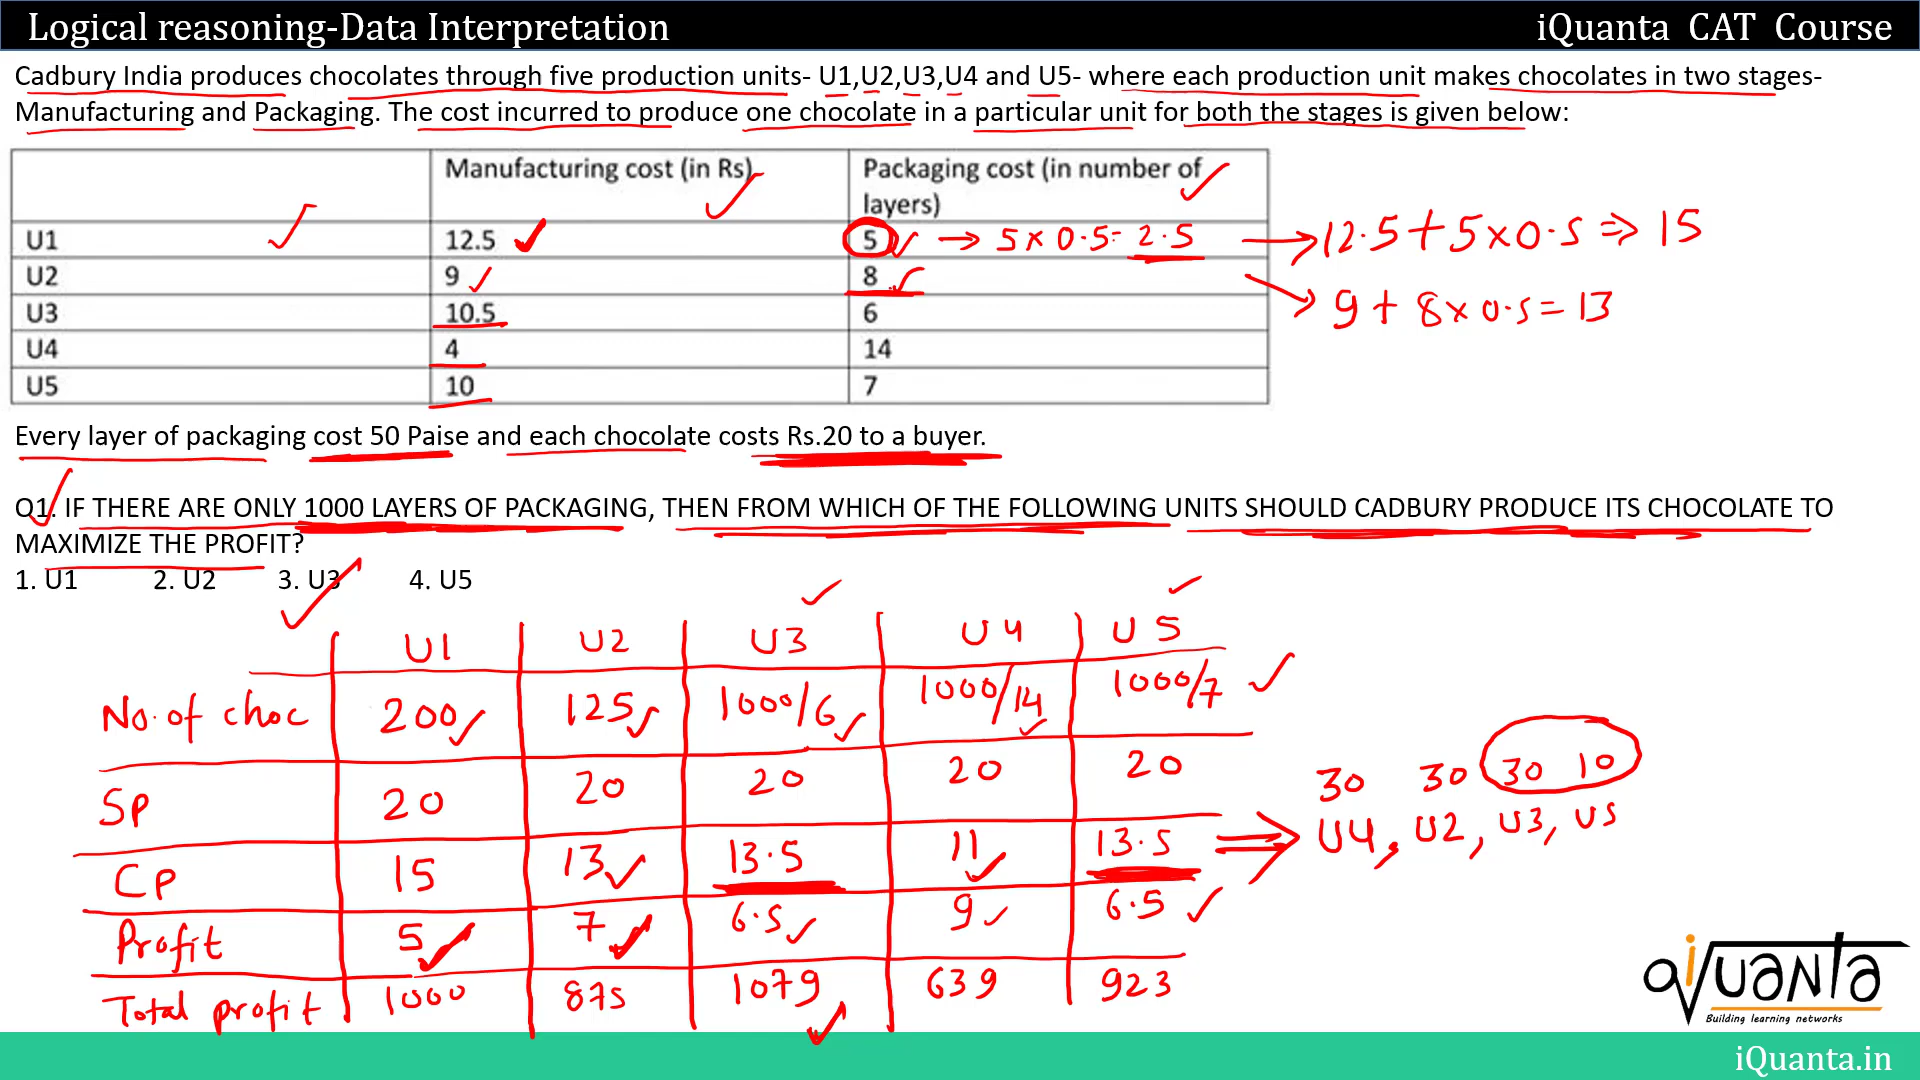 Logical reasoning-Data Interpretation iQuanta CAT Course
Cadbury India produces chocolates through five production units- U1,U2,U3,U4 and U5- where each production unit makes chocolates in two stages-
Manufacturing and Packaging. The cost incurred to produce one chocolate in a particular unit for both the stages is given below:
Manufacturing cost (in Rs) Packaging cost (in number of
layers)
U1 12.5 5 → 5 x 0.5= 2.5 → 12.5+5x0.5 ⇒ 15
U2 9 8 → 9 + 8x0.5=13
U3 10.5 6
U4 4 14
U5 10 7
Every layer of packaging cost 50 Paise and each chocolate costs Rs.20 to a buyer.
Q1. IF THERE ARE ONLY 1000 LAYERS OF PACKAGING, THEN FROM WHICH OF THE FOLLOWING UNITS SHOULD CADBURY PRODUCE ITS CHOCOLATE TO
MAXIMIZE THE PROFIT?
1. U1 2. U2 3. U3 4. U5
U1 U2 U3 U4 U5
No. of choc 200 125 1000/6 1000/14 1000/7
SP 20 20 20 20 20
30 30 30 10
CP 15 13 13.5 11 13.5 ⇒ U4, U2, U3, U5
Profit 5 7 6.5 9 6.5
Total profit 1000 875 1079 639 923
iQuanta
Building learning networks
iQuanta.in